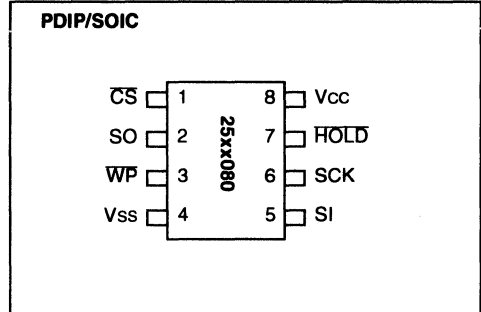 PDIP/SOIC
CS 1 8 Vcc
SO 2 7 HOLD
WP 3 6 SCK
Vss 4 5 SI
25xx080